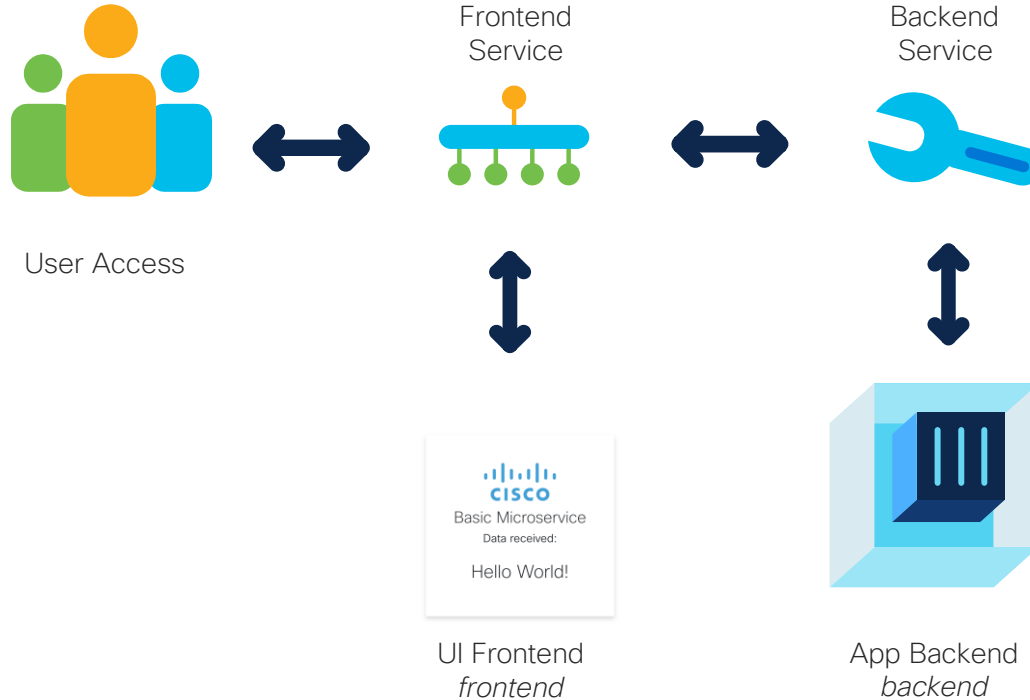 Frontend
Service
Backend
Service
User Access
CISCO
Basic Microservice
Data received:
Hello World!
UI Frontend
frontend
App Backend
backend